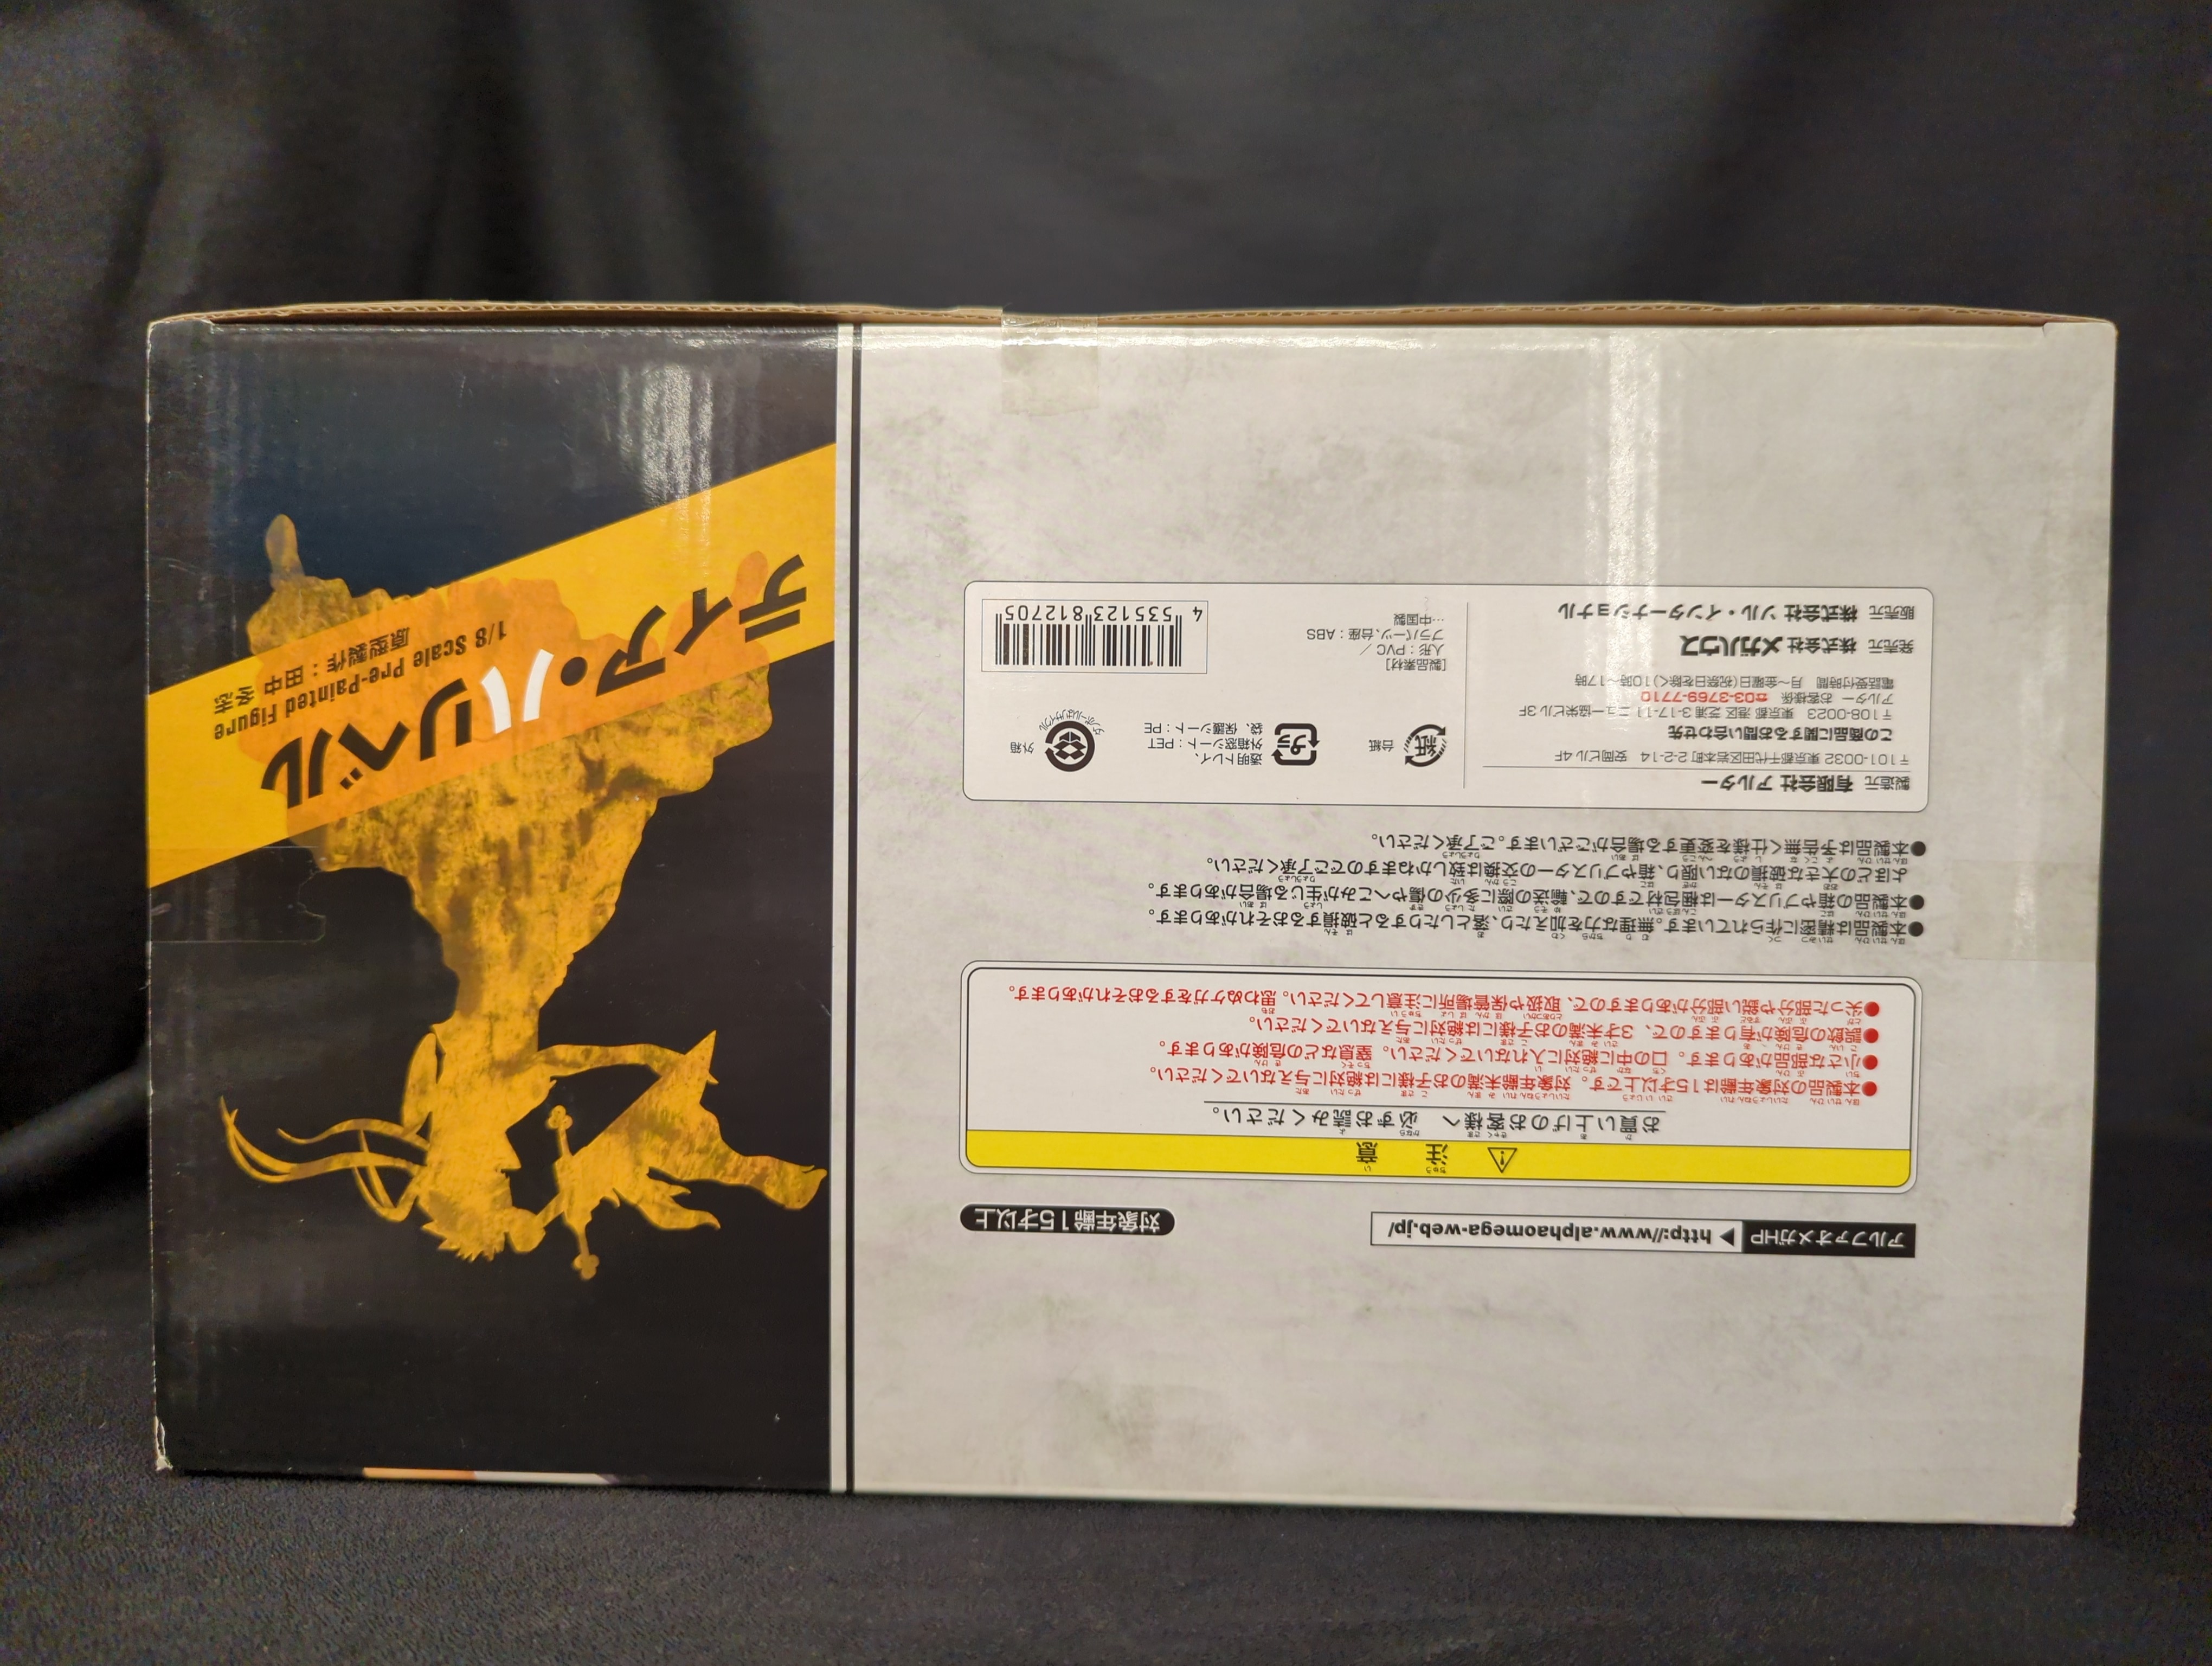 ティア・ハリベル
1/8 Scale Pre-Painted Figure
原型製作：田中 冬志
アルファオメガHP ▶ http://www.alphaomega-web.jp/
対象年齢15才以上
⚠ 注意
お買い上げのお客様へ 必ずお読みください。
●本製品の対象年齢は15才以上です。対象年齢未満のお子様には絶対に与えないでください。
●小さな部品があります。口の中に絶対に入れないでください。窒息などの危険があります。
●誤飲の危険が有りますので、3才未満のお子様には絶対に与えないでください。
●尖った部分や鋭い部分がありますので、取扱や保管場所に注意してください。思わぬケガをするおそれがあります。
●本製品は精密に作られています。無理な力を加えたり、落としたりすると破損するおそれがあります。
●本製品の箱やブリスターは梱包材ですので、輸送の際に多少の傷やへこみが生じる場合があります。
よほどの大きな破損のない限り、箱やブリスターの交換は致しかねますのでご了承ください。
●本製品は予告無く仕様を変更する場合がございます。ご了承ください。
製造元 有限会社 アルター
〒101-0032 東京都千代田区岩本町2-2-14 安岡ビル4F
この商品に関するお問い合わせ先
〒108-0023 東京都港区芝浦3-17-11 ニュー協栄ビル3F
アルター お客様係 ☎03-3769-7710
電話受付時間 月～金曜日(祝祭日を除く)10時～17時
発売元 株式会社 メガハウス
販売元 株式会社 ソル・インターナショナル
紙
台紙
プラ
透明トレイ、
外箱窓シート：PET
袋、保護シート：PE
ダンボールはリサイクル
外箱
[製品素材]
人形：PVC／
プラパーツ、台座：ABS
…中国製
4 535123 812705